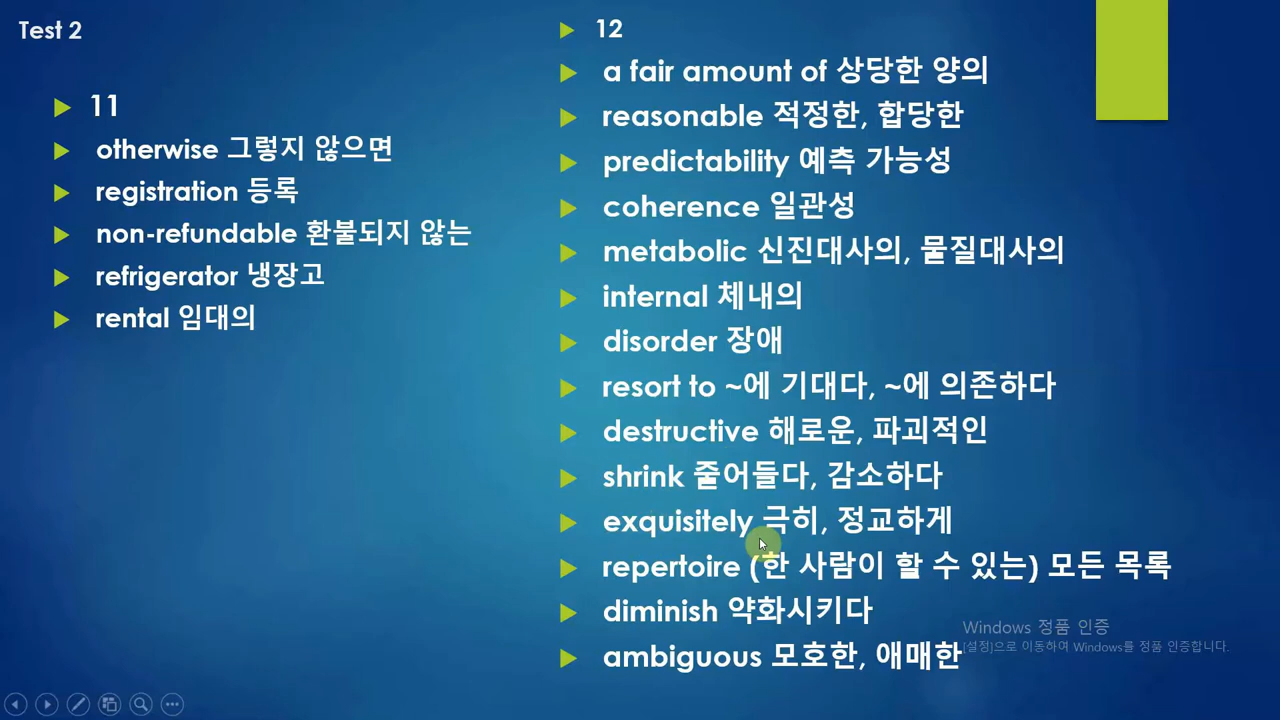 Test 2
11
otherwise 그렇지 않으면
registration 등록
non-refundable 환불되지 않는
refrigerator 냉장고
rental 임대의
12
a fair amount of 상당한 양의
reasonable 적정한, 합당한
predictability 예측 가능성
coherence 일관성
metabolic 신진대사의, 물질대사의
internal 체내의
disorder 장애
resort to ~에 기대다, ~에 의존하다
destructive 해로운, 파괴적인
shrink 줄어들다, 감소하다
exquisitely 극히, 정교하게
repertoire (한 사람이 할 수 있는) 모든 목록
diminish 약화시키다
ambiguous 모호한, 애매한
Windows 정품 인증
[설정]으로 이동하여 Windows를 정품 인증합니다.